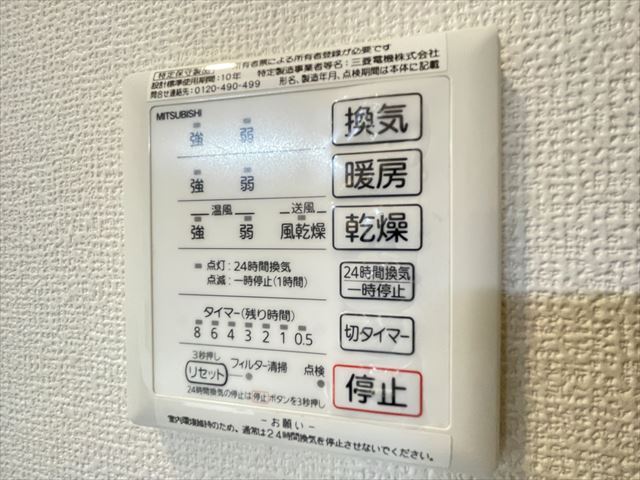 特定保守製品 所有者票による所有者登録が必要です
設計標準使用期間:10年 特定製造事業者等名:三菱電機株式会社
問合せ連絡先:0120-490-499 形名、製造年月、点検期間は本体に記載
MITSUBISHI
強 弱 換気
強 弱 暖房
温風 送風
強 弱 風乾燥 乾燥
点灯:24時間換気
点滅:一時停止(1時間)
24時間換気
一時停止
タイマー(残り時間)
8 6 4 3 2 1 0.5
切タイマー
3秒押し
リセット フィルター清掃 点検
24時間換気の停止は停止ボタンを3秒押し
停止
-お願い-
室内環境維持のため、通常は24時間換気を停止させないでください。